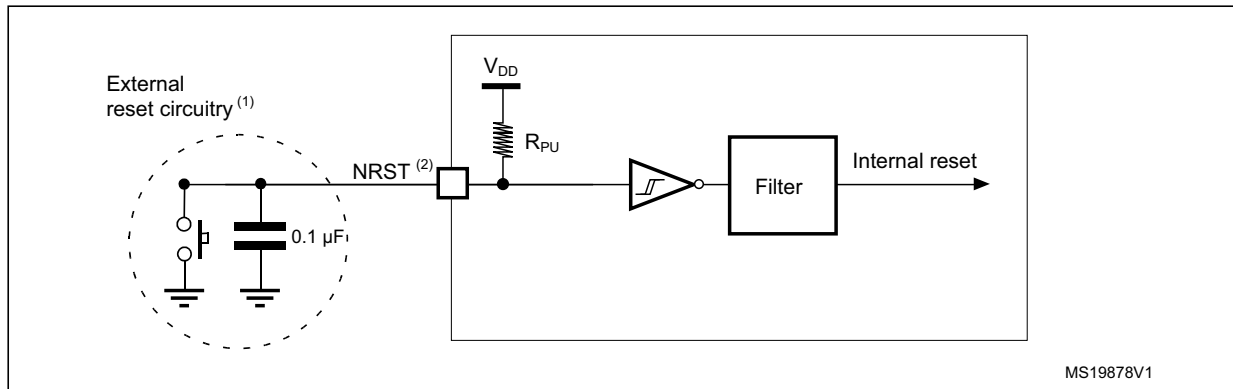 External
reset circuitry (1)
VDD
RPU
NRST (2)
Internal reset
Filter
0.1 µF
MS19878V1